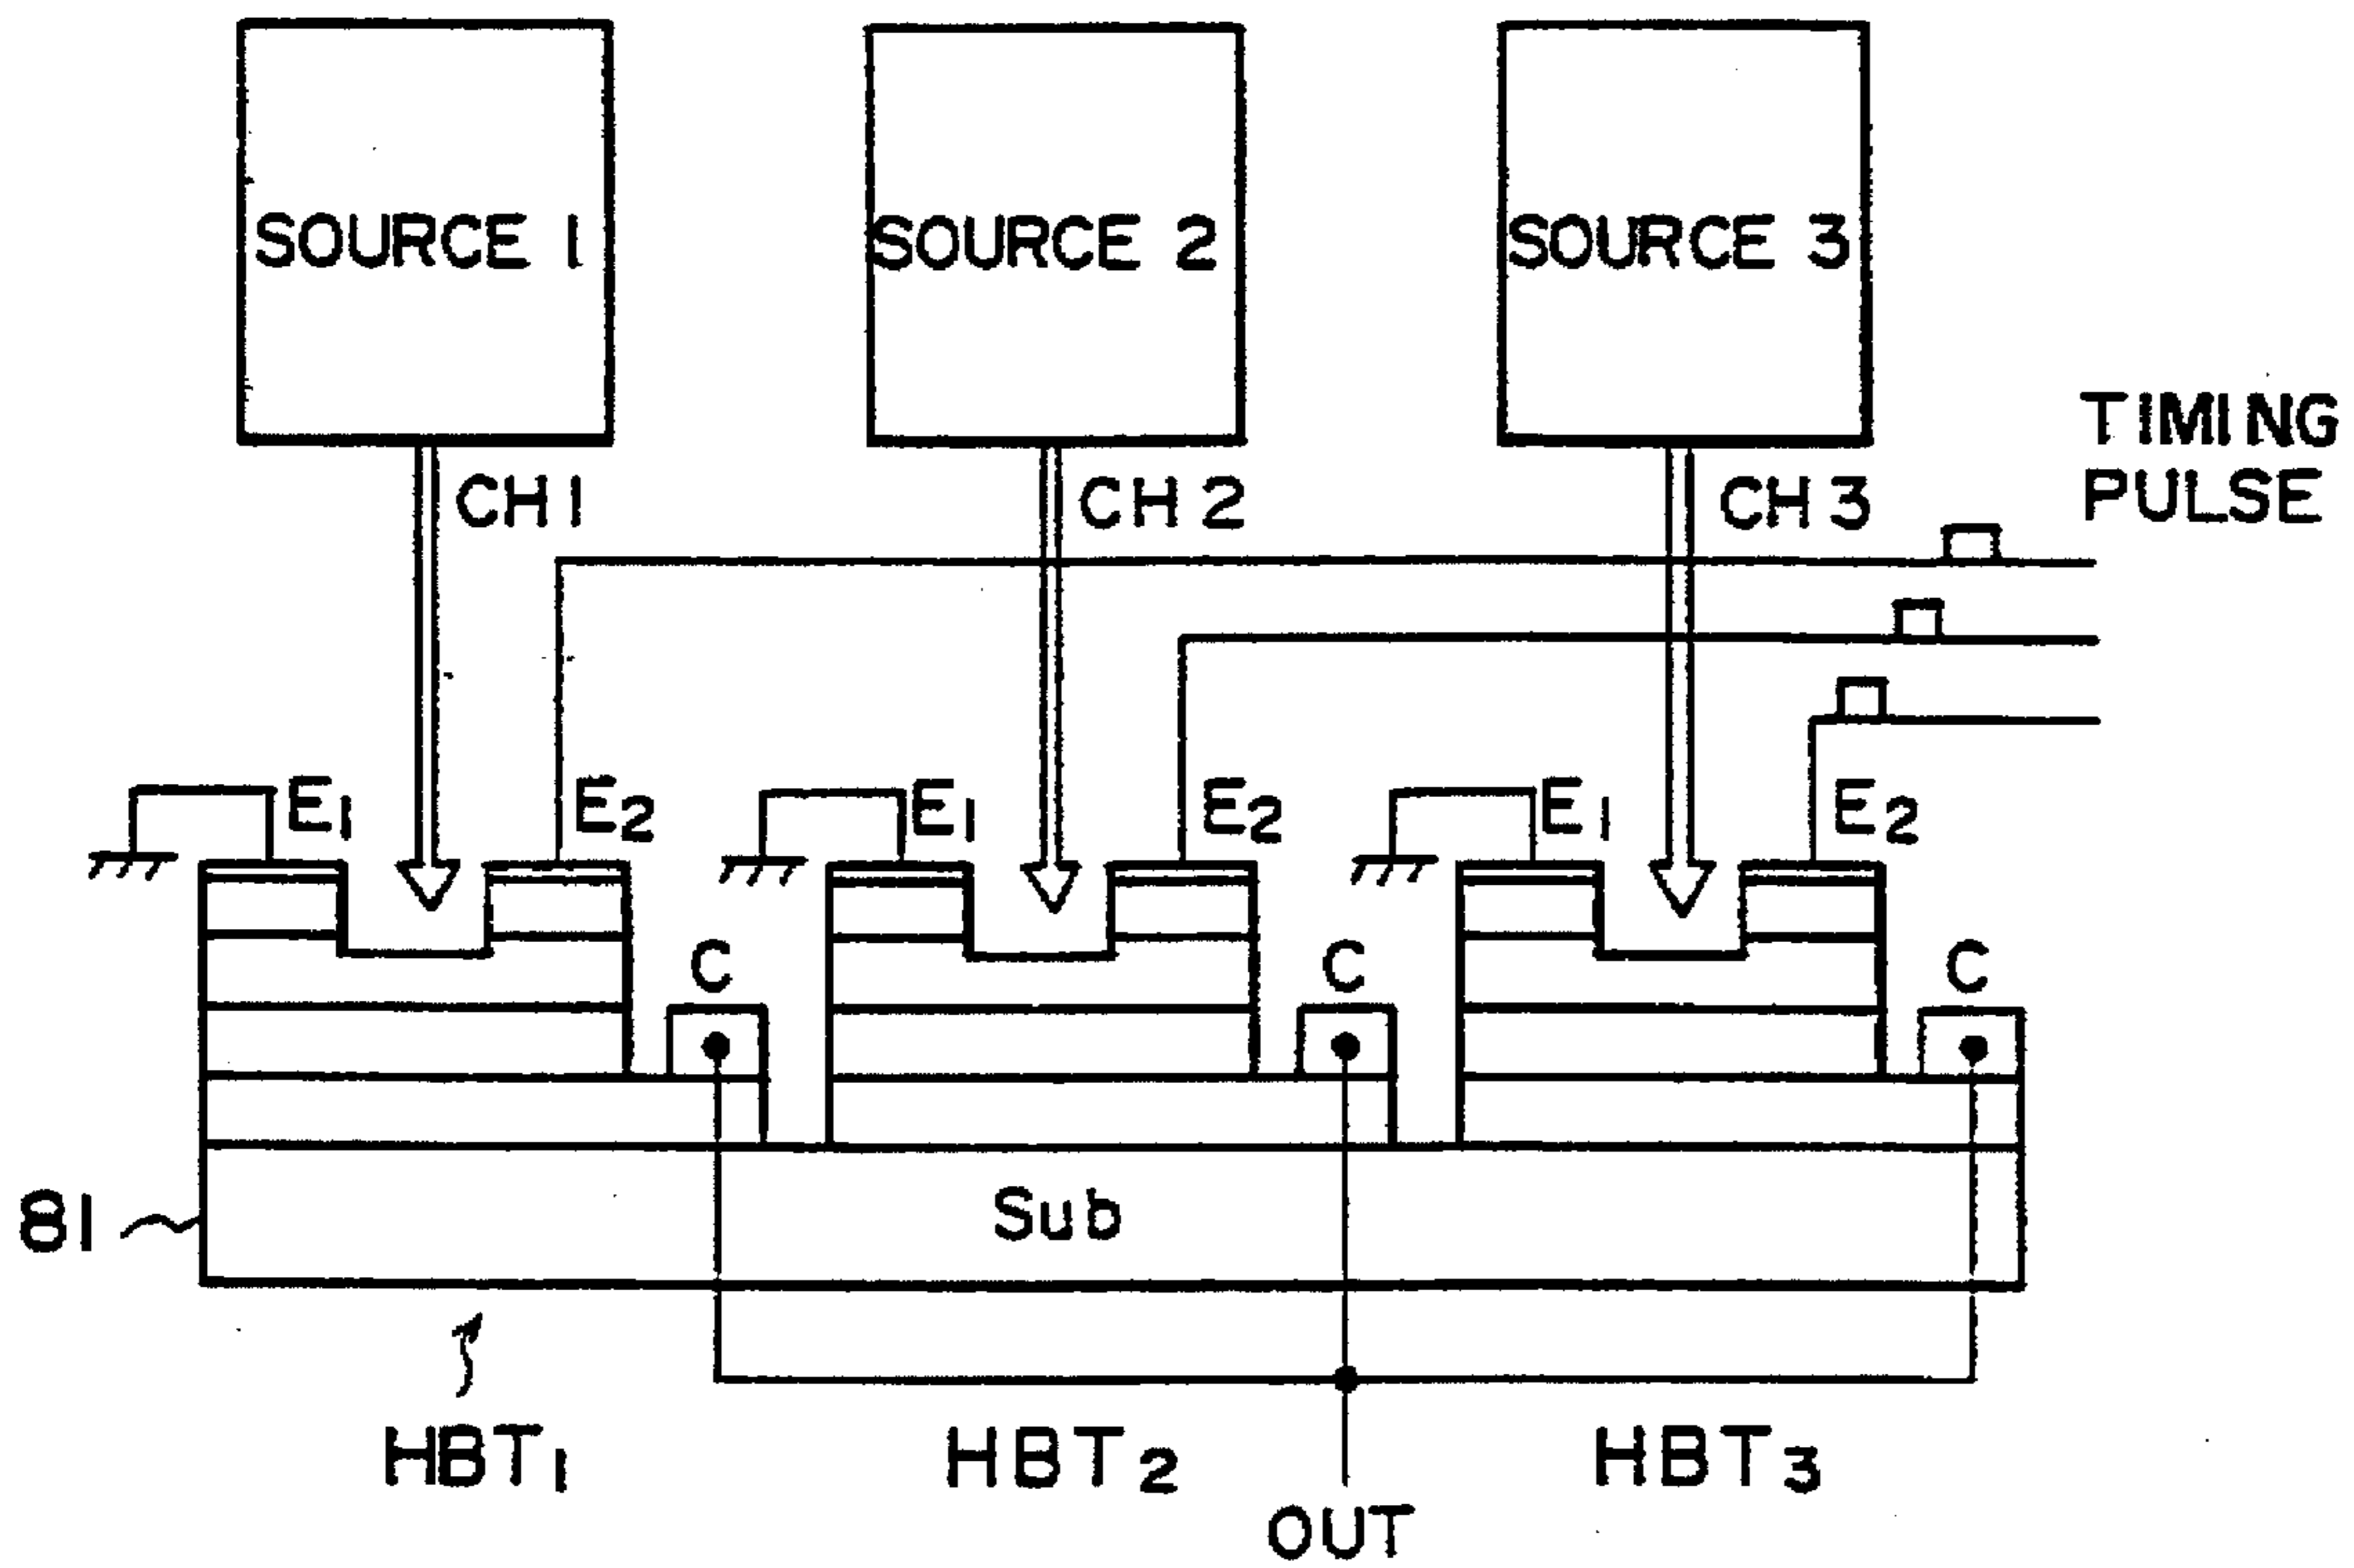 SOURCE 1
SOURCE 2
SOURCE 3
CH1
CH2
CH3
TIMING
PULSE
E1
E2
E1
E2
E1
E2
C
C
C
81
Sub
HBT1
HBT2
HBT3
OUT